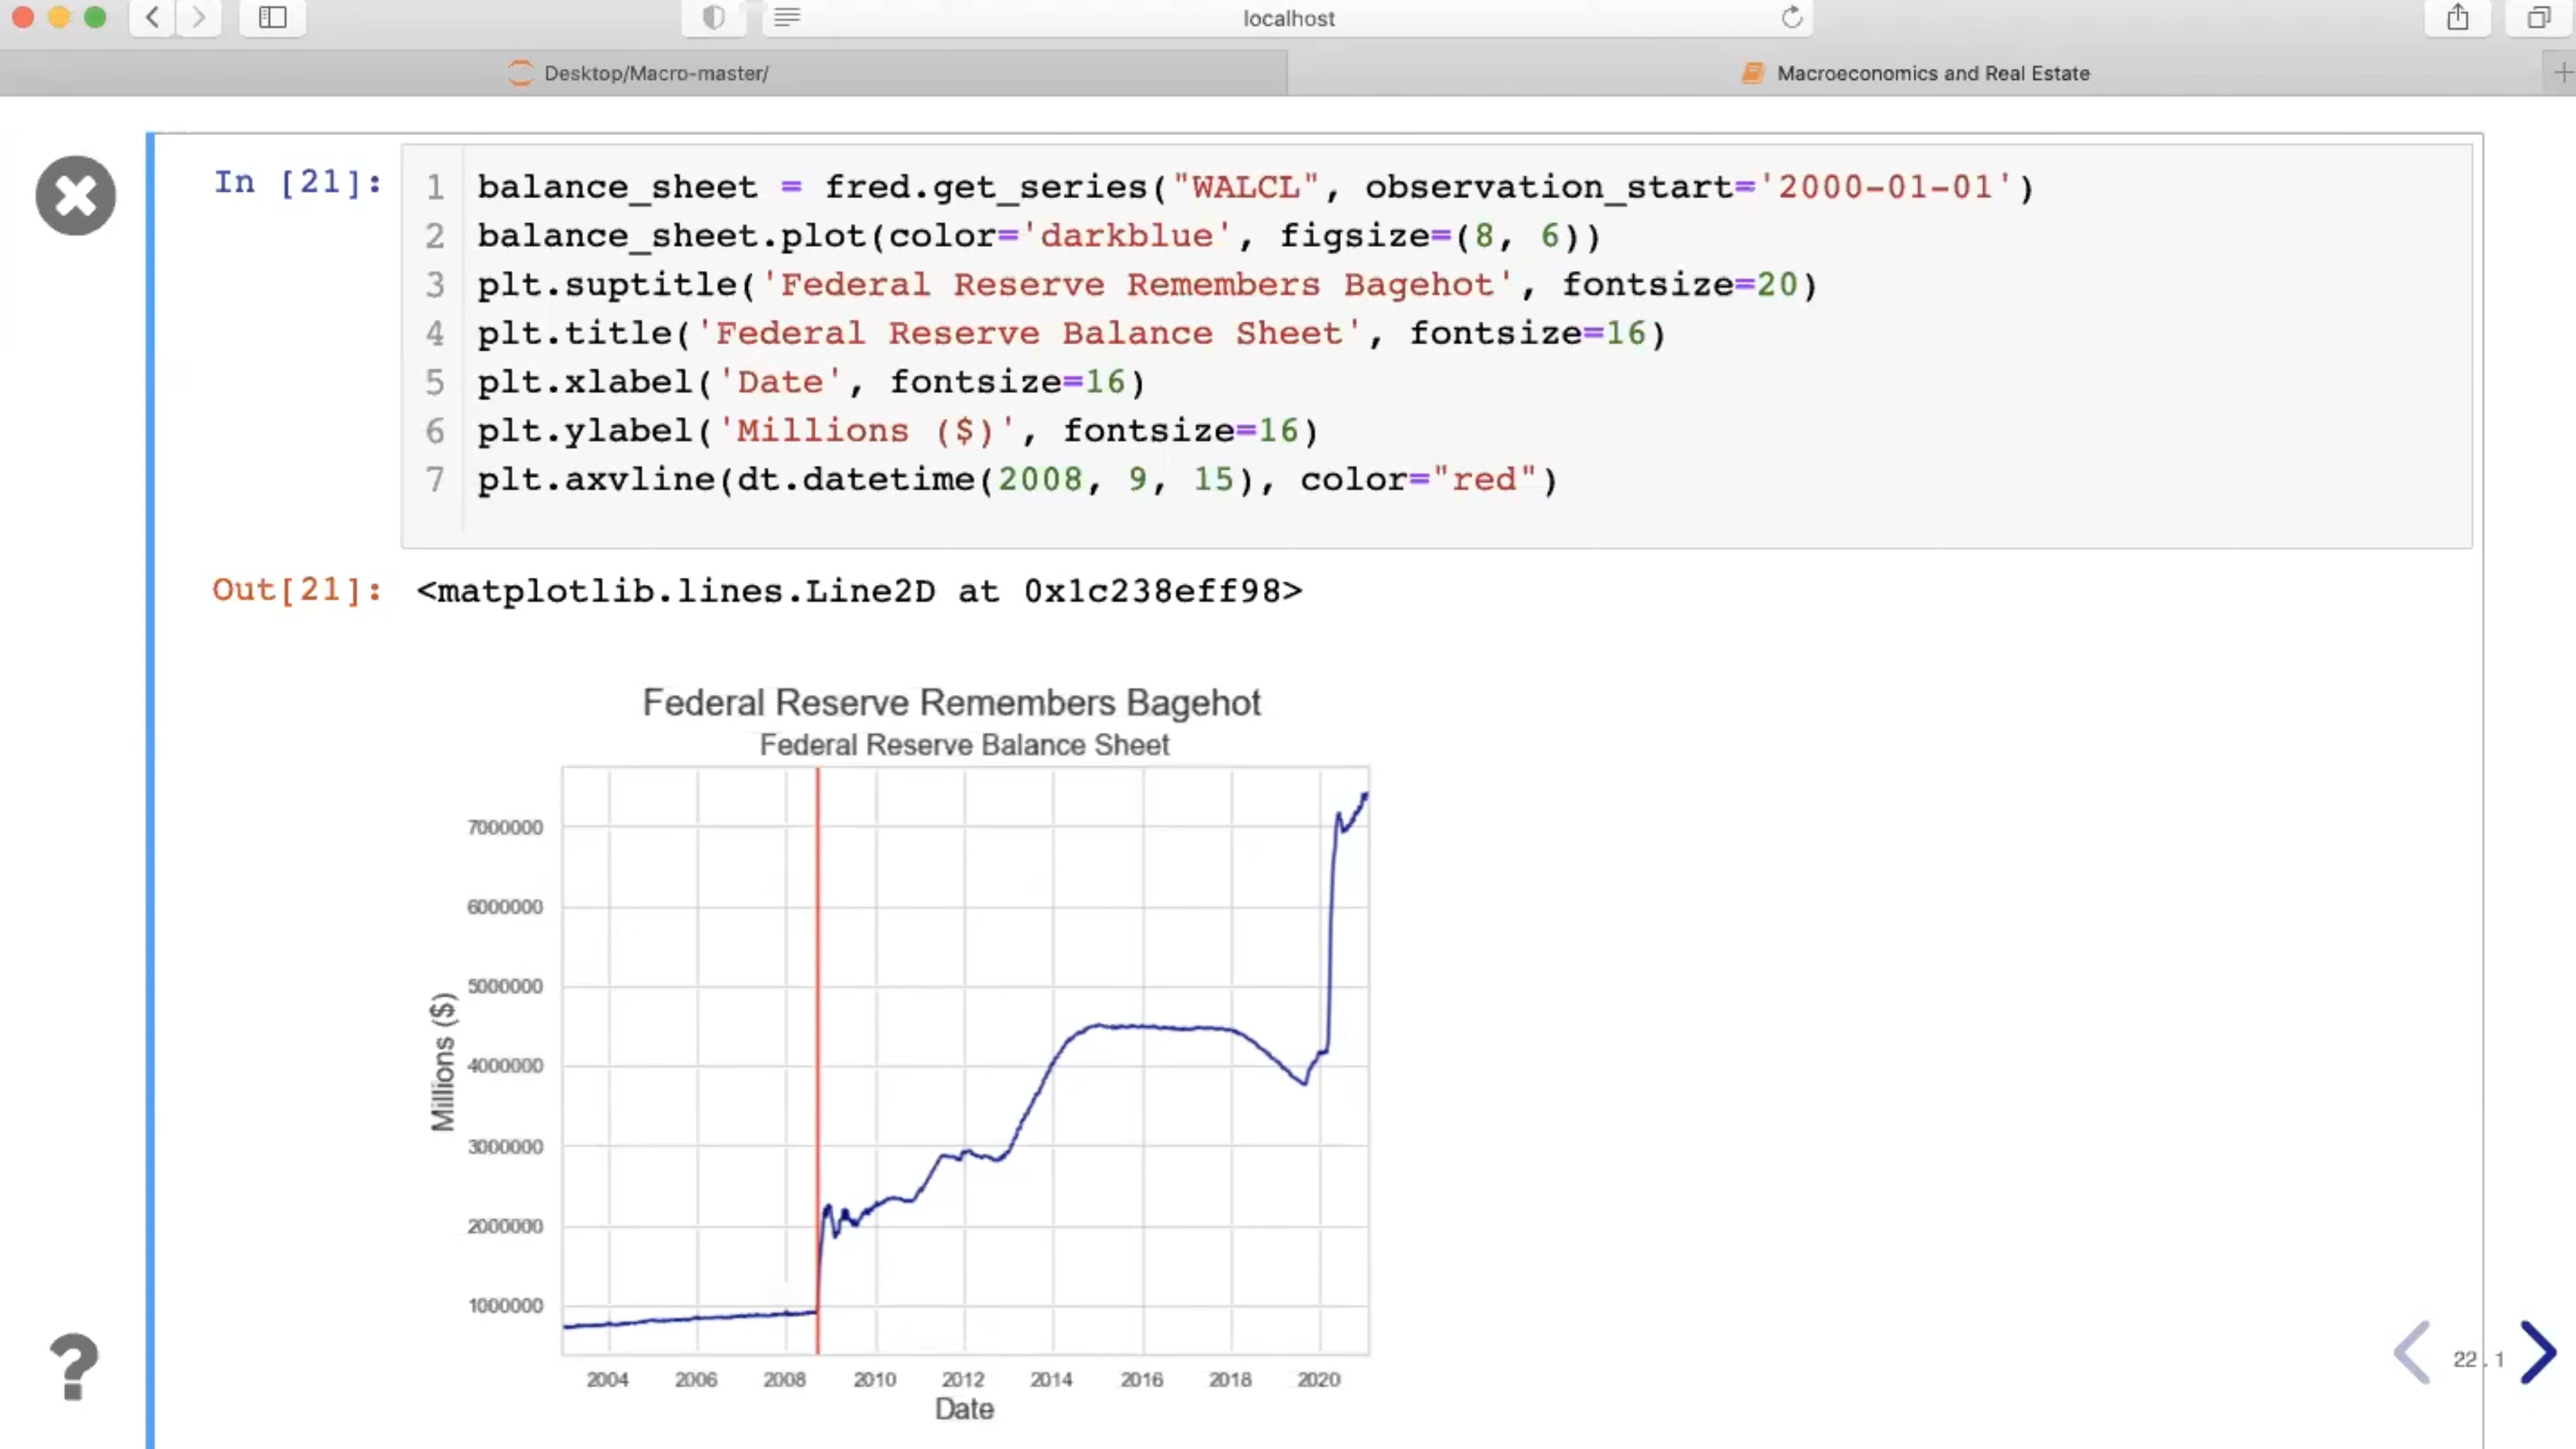 localhost
Desktop/Macro-master/
Macroeconomics and Real Estate
In [21]:
1 balance_sheet = fred.get_series("WALCL", observation_start='2000-01-01')
2 balance_sheet.plot(color='darkblue', figsize=(8, 6))
3 plt.suptitle('Federal Reserve Remembers Bagehot', fontsize=20)
4 plt.title('Federal Reserve Balance Sheet', fontsize=16)
5 plt.xlabel('Date', fontsize=16)
6 plt.ylabel('Millions ($)', fontsize=16)
7 plt.axvline(dt.datetime(2008, 9, 15), color="red")
Out[21]: <matplotlib.lines.Line2D at 0x1c238eff98>
Federal Reserve Remembers Bagehot
Federal Reserve Balance Sheet
7000000
6000000
5000000
4000000
3000000
2000000
1000000
Millions ($)
2004 2006 2008 2010 2012 2014 2016 2018 2020
Date
?
22.1